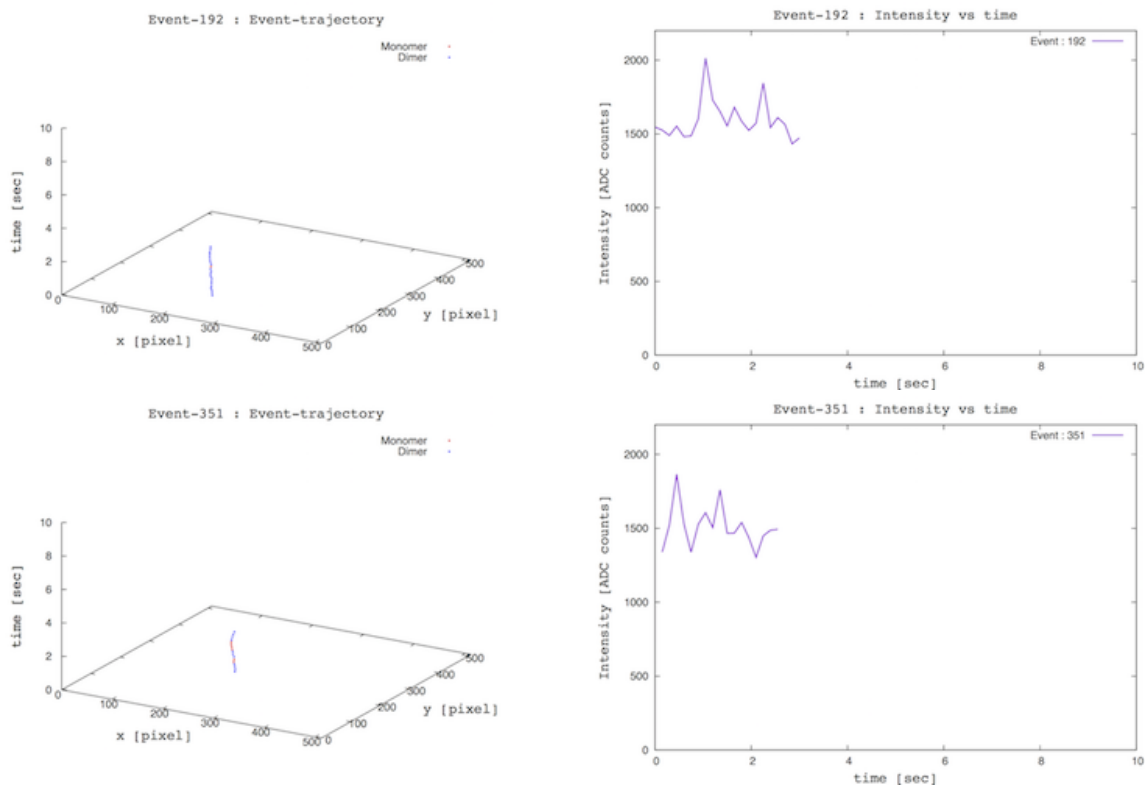 Event-192 : Event-trajectory
Monomer
Dimer
10
8
6
4
2
0
time [sec]
0
100
200
300
400
500
x [pixel]
0
100
200
300
400
500
y [pixel]
Event-192 : Intensity vs time
Event : 192
2000
1500
1000
500
0
Intensity [ADC counts]
0 2 4 6 8 10
time [sec]
Event-351 : Event-trajectory
Monomer
Dimer
10
8
6
4
2
0
time [sec]
0
100
200
300
400
500
x [pixel]
0
100
200
300
400
500
y [pixel]
Event-351 : Intensity vs time
Event : 351
2000
1500
1000
500
0
Intensity [ADC counts]
0 2 4 6 8 10
time [sec]